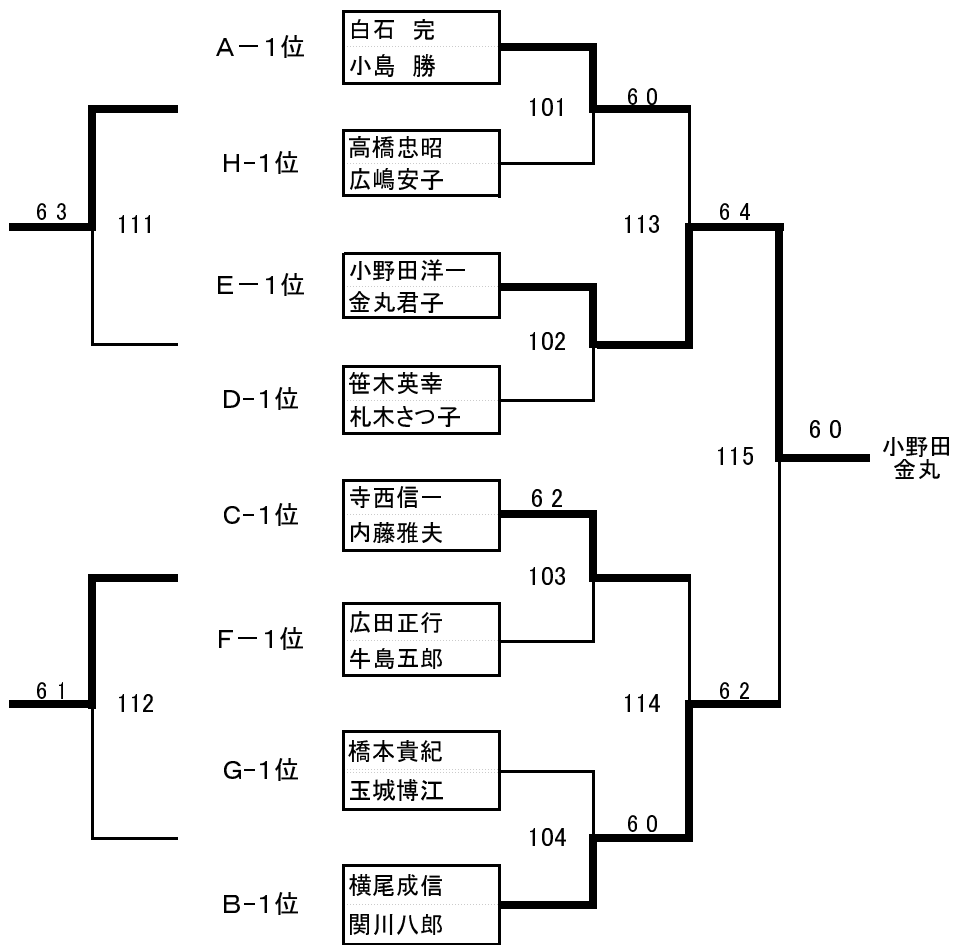 A－1位
白石　完
小島　勝
101
６０
H-1位
高橋忠昭
広嶋安子
６３
111
113
６４
E－1位
小野田洋一
金丸君子
102
D-1位
笹木英幸
札木さつ子
115
６０
小野田
金丸
C-1位
寺西信一
内藤雅夫
６２
103
F－1位
広田正行
牛島五郎
６１
112
114
６２
G-1位
橋本貴紀
玉城博江
104
６０
B-1位
横尾成信
関川八郎